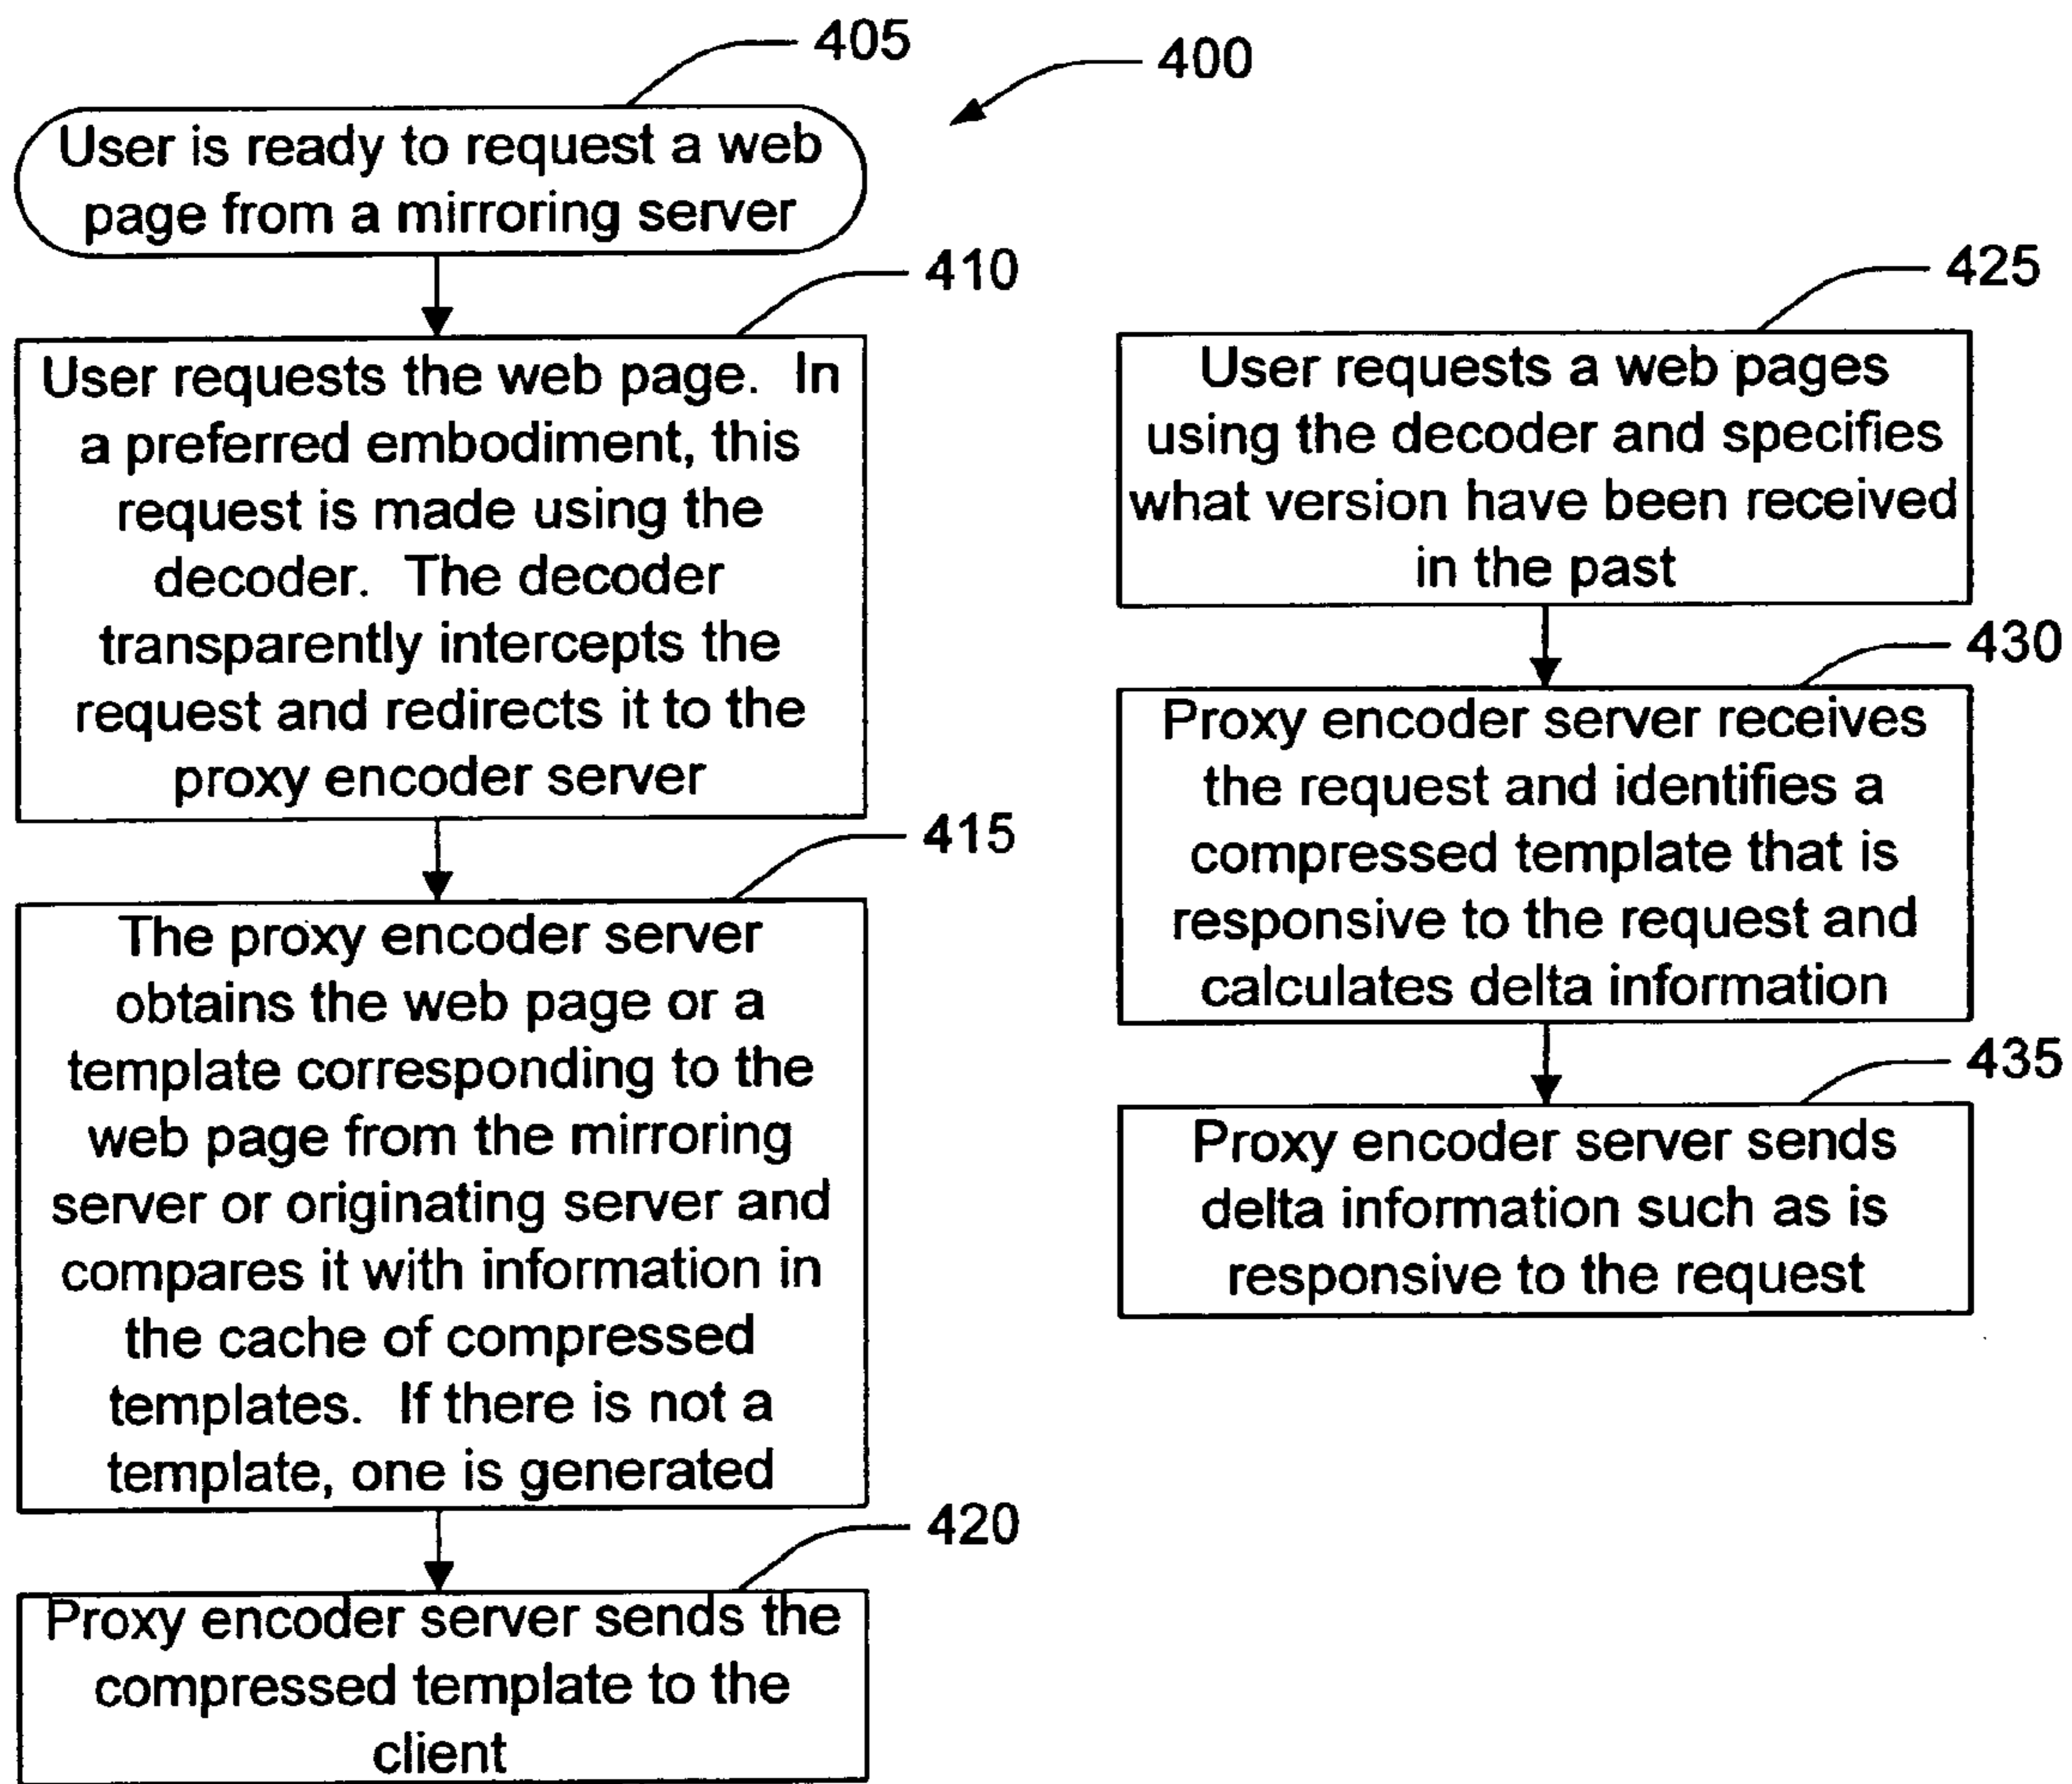 405
400
User is ready to request a web
page from a mirroring server
410
User requests the web page.  In
a preferred embodiment, this
request is made using the
decoder.  The decoder
transparently intercepts the
request and redirects it to the
proxy encoder server
415
The proxy encoder server
obtains the web page or a
template corresponding to the
web page from the mirroring
server or originating server and
compares it with information in
the cache of compressed
templates.  If there is not a
template, one is generated
420
Proxy encoder server sends the
compressed template to the
client
425
User requests a web pages
using the decoder and specifies
what version have been received
in the past
430
Proxy encoder server receives
the request and identifies a
compressed template that is
responsive to the request and
calculates delta information
435
Proxy encoder server sends
delta information such as is
responsive to the request